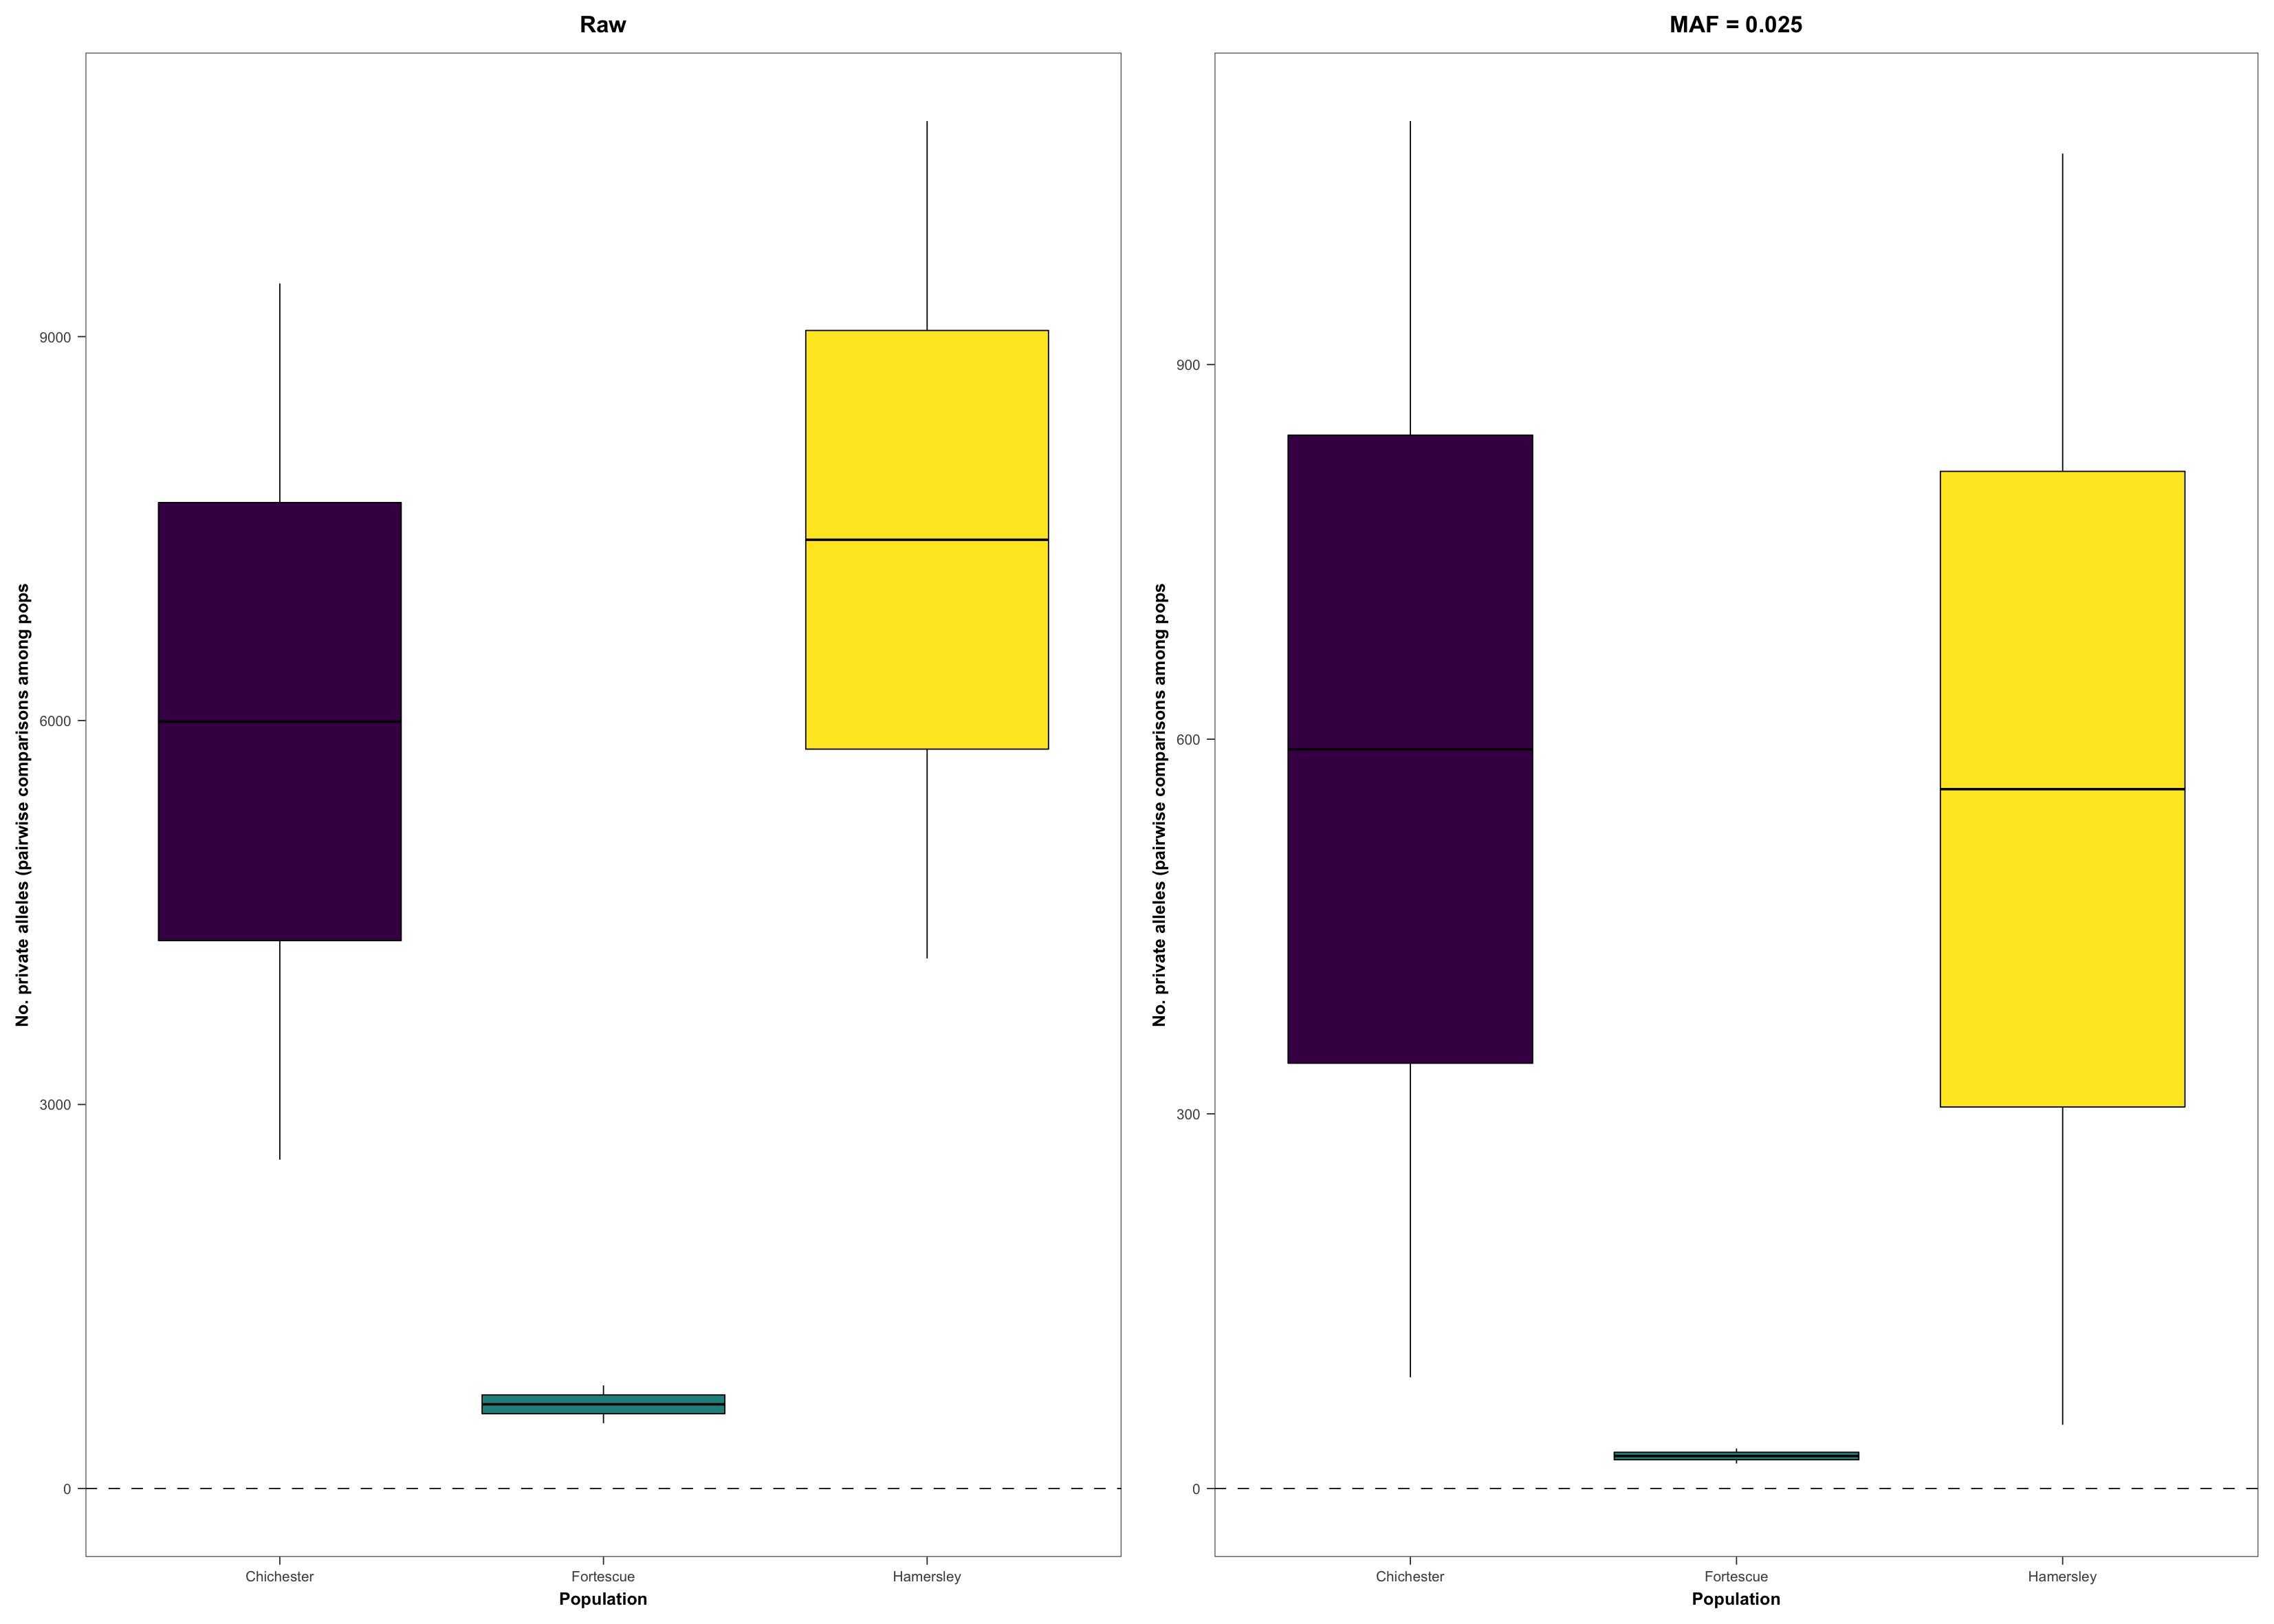 Raw
No. private alleles (pairwise comparisons among pops
9000
6000
3000
0
Chichester
Fortescue
Hamersley
Population
MAF = 0.025
No. private alleles (pairwise comparisons among pops
900
600
300
0
Chichester
Fortescue
Hamersley
Population